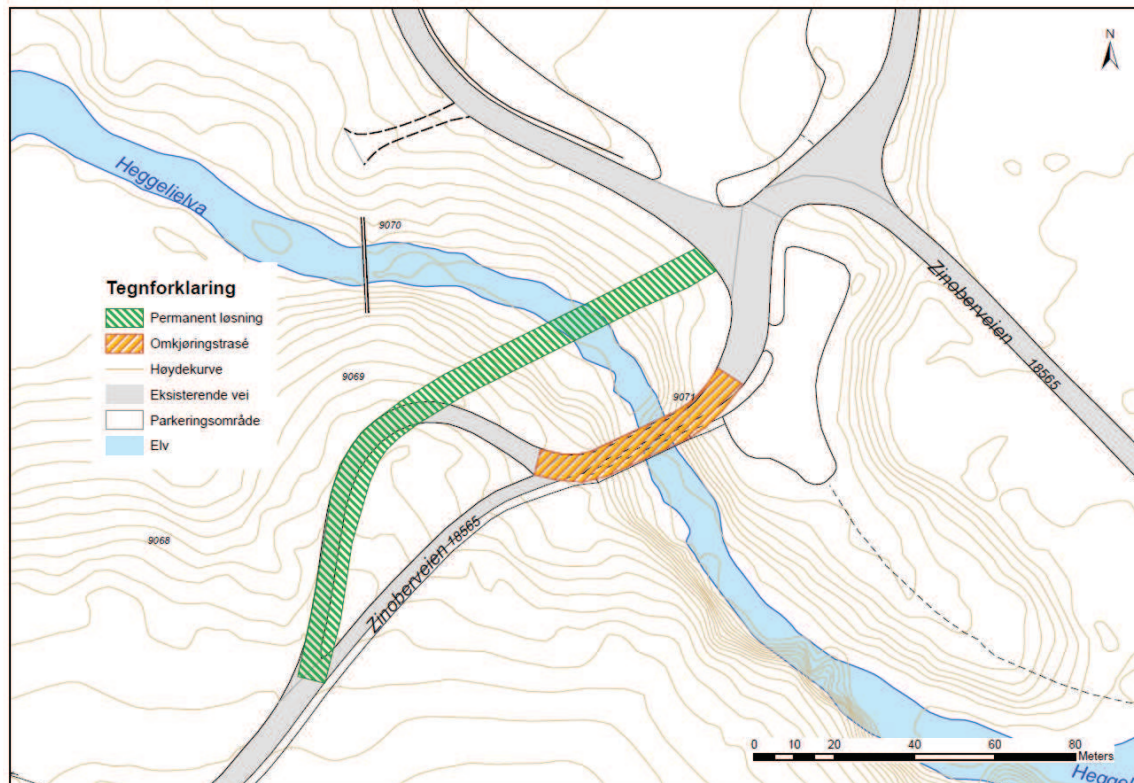 N
Heggelielva
9070
Tegnforklaring
Permanent løsning
Omkjøringstrasé
Høydekurve
Eksisterende vei
Parkeringsområde
Elv
Zinoberveien
18565
9069
9071
Zinoberveien 18565
9068
0 10 20 40 60 80
Meters
Heggel